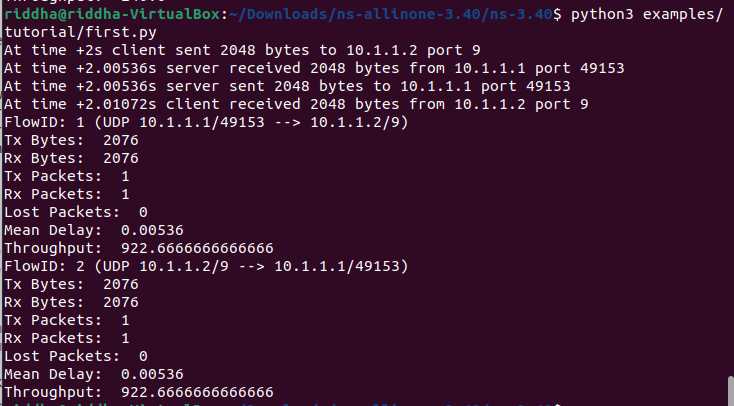 riddha@riddha-VirtualBox:~/Downloads/ns-allinone-3.40/ns-3.40$ python3 examples/
tutorial/first.py
At time +2s client sent 2048 bytes to 10.1.1.2 port 9
At time +2.00536s server received 2048 bytes from 10.1.1.1 port 49153
At time +2.00536s server sent 2048 bytes to 10.1.1.1 port 49153
At time +2.01072s client received 2048 bytes from 10.1.1.2 port 9
FlowID: 1 (UDP 10.1.1.1/49153 --> 10.1.1.2/9)
Tx Bytes:  2076
Rx Bytes:  2076
Tx Packets:  1
Rx Packets:  1
Lost Packets:  0
Mean Delay:  0.00536
Throughput:  922.6666666666666
FlowID: 2 (UDP 10.1.1.2/9 --> 10.1.1.1/49153)
Tx Bytes:  2076
Rx Bytes:  2076
Tx Packets:  1
Rx Packets:  1
Lost Packets:  0
Mean Delay:  0.00536
Throughput:  922.6666666666666